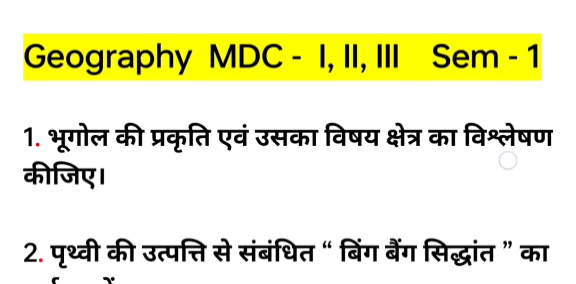 Geography MDC - I, II, III Sem - 1
1. भूगोल की प्रकृति एवं उसका विषय क्षेत्र का विश्लेषण
कीजिए।
2. पृथ्वी की उत्पत्ति से संबंधित “ बिंग बैंग सिद्धांत ” का